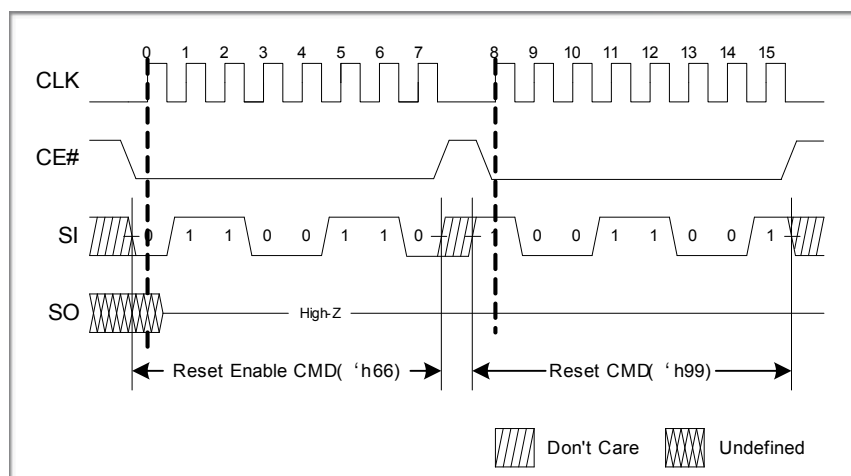 0 1 2 3 4 5 6 7 8 9 10 11 12 13 14 15
CLK
CE#
SI 0 1 1 0 0 1 1 0 1 0 0 1 1 0 0 1
SO High-Z
Reset Enable CMD( ‘h66) Reset CMD( ‘ h99)
Don't Care Undefined